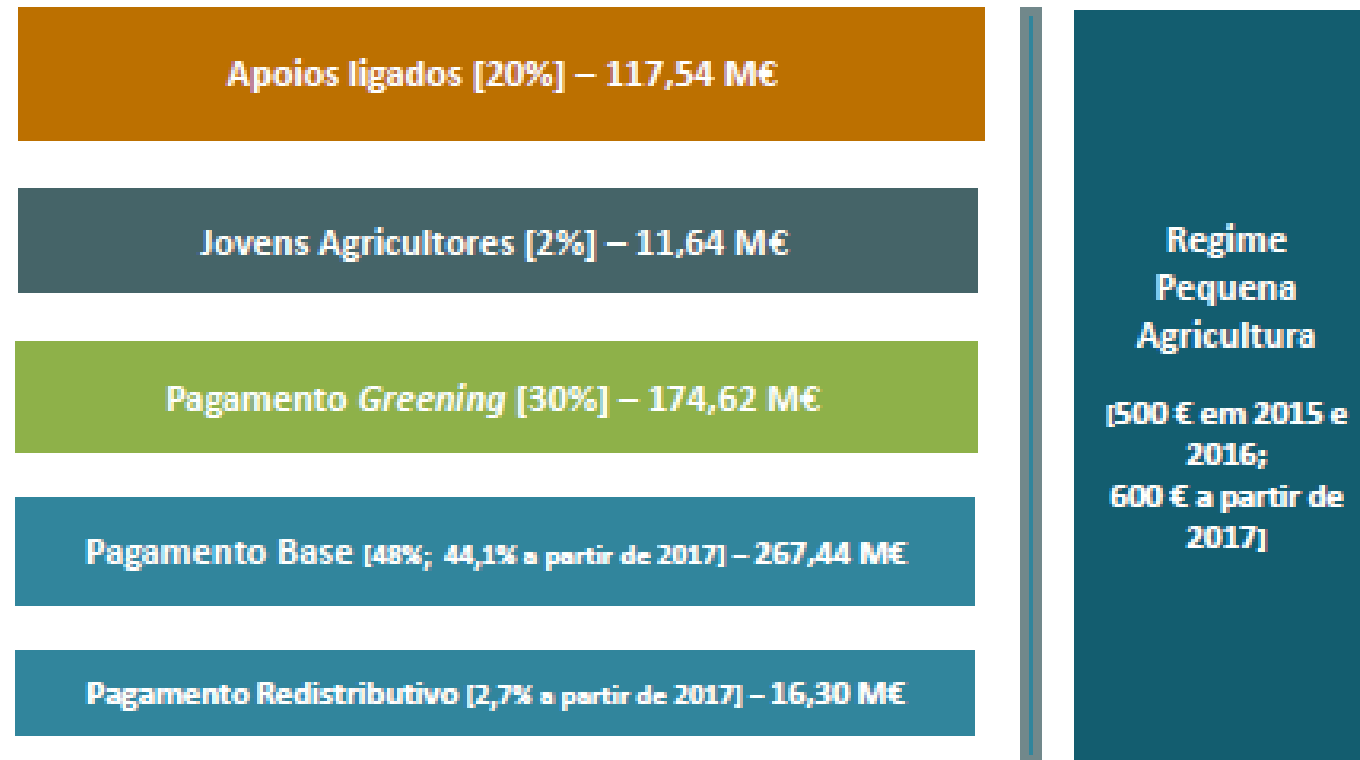 Apoios ligados [20%] – 117,54 M€
Jovens Agricultores [2%] – 11,64 M€
Pagamento Greening [30%] – 174,62 M€
Pagamento Base [48%; 44,1% a partir de 2017] – 267,44 M€
Pagamento Redistributivo [2,7% a partir de 2017] – 16,30 M€
Regime
Pequena
Agricultura
[500 € em 2015 e
2016;
600 € a partir de
2017]